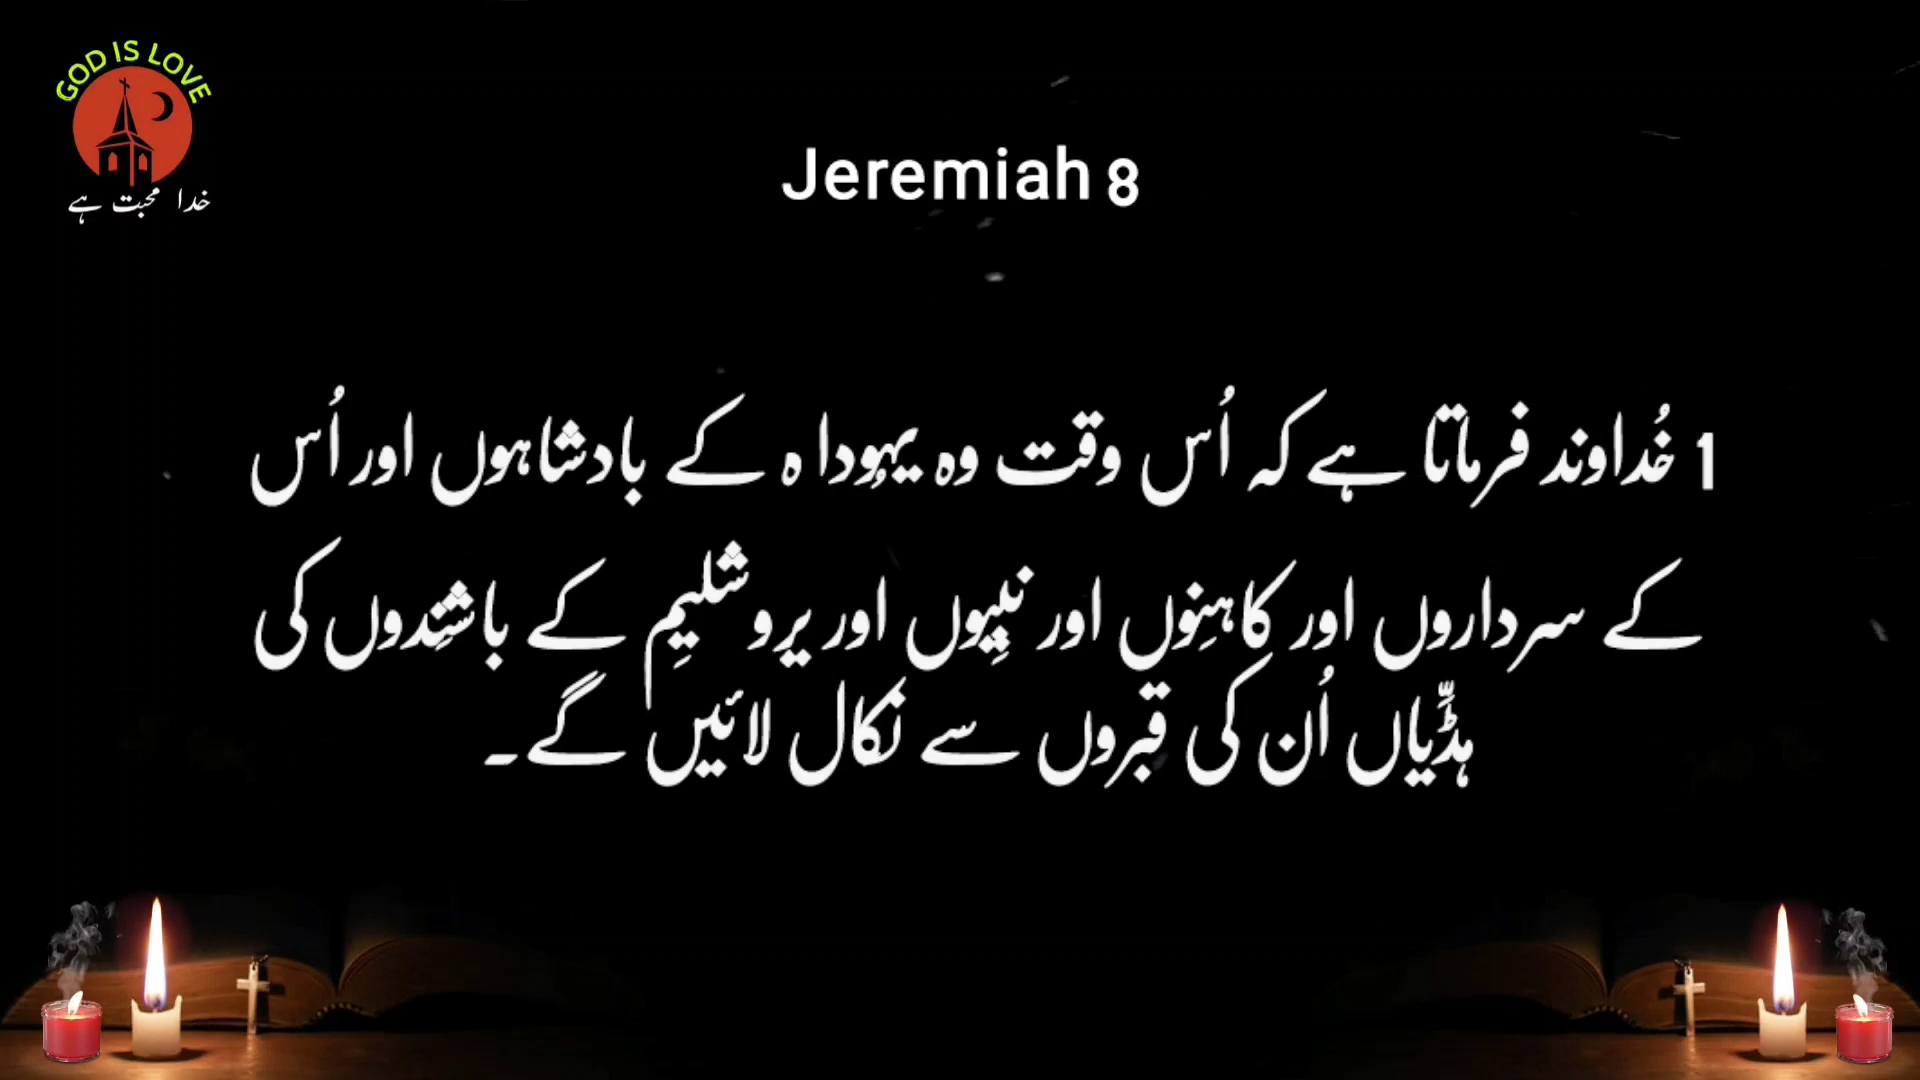 GOD IS LOVE
خدا محبت ہے
Jeremiah 8
1 خُداوند فرماتا ہے کہ اُس وقت وہ یہُوداہ کے بادشاہوں اور اُس
کے سرداروں اور کاہِنوں اور نبِیوں اور یروشلیِم کے باشِندوں کی
ہڈِّیاں اُن کی قبروں سے نکال لائیں گے۔